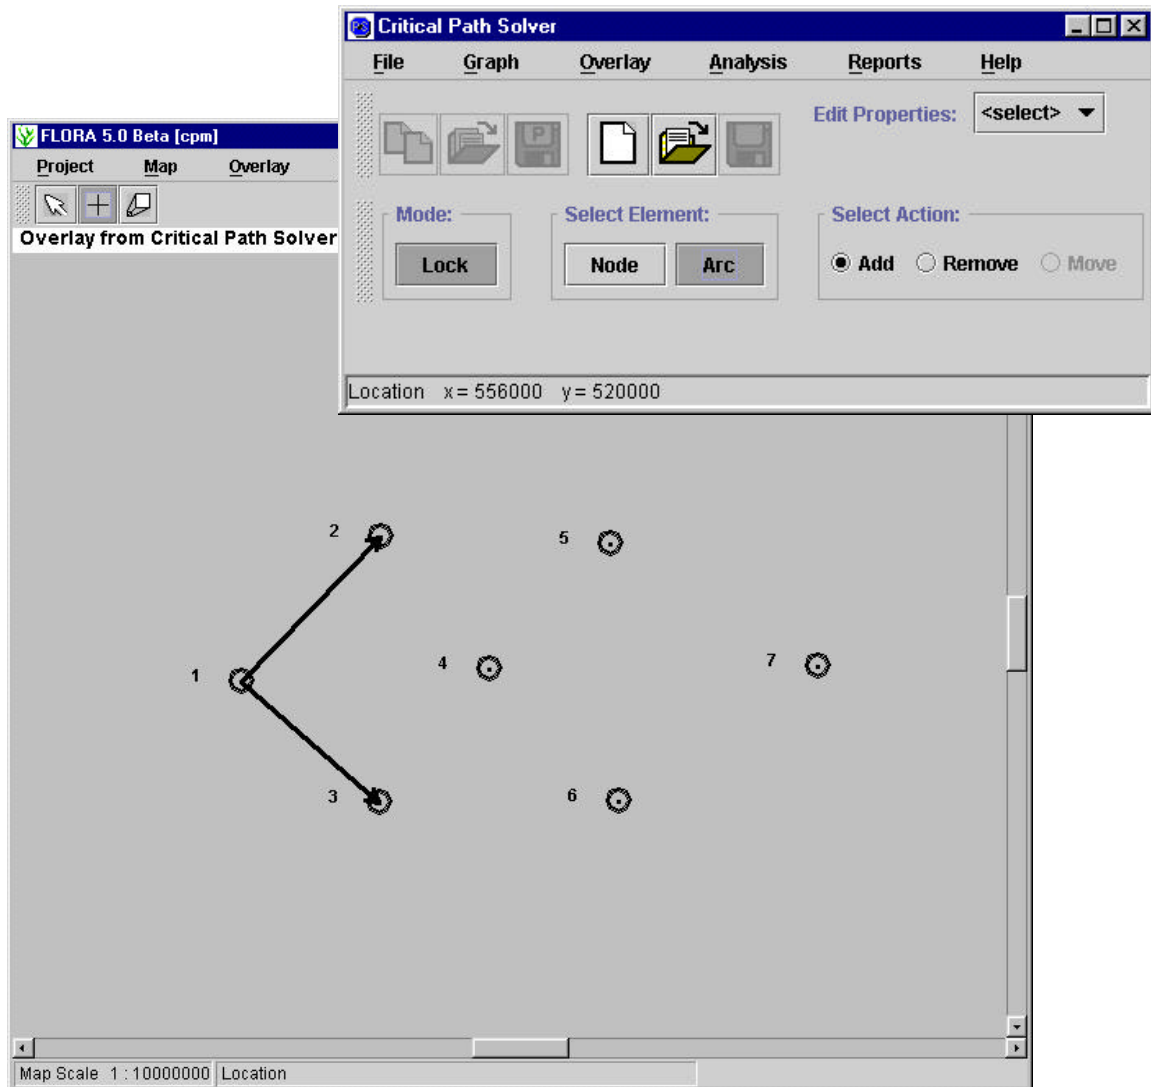 Critical Path Solver
File Graph Overlay Analysis Reports Help
Edit Properties: <select>
P
FLORA 5.0 Beta [cpm]
Project Map Overlay
Overlay from Critical Path Solver
Mode: Select Element: Select Action:
Lock Node Arc Add Remove Move
Location x = 556000 y = 520000
2 5
1 4 7
3 6
Map Scale 1 : 10000000 Location